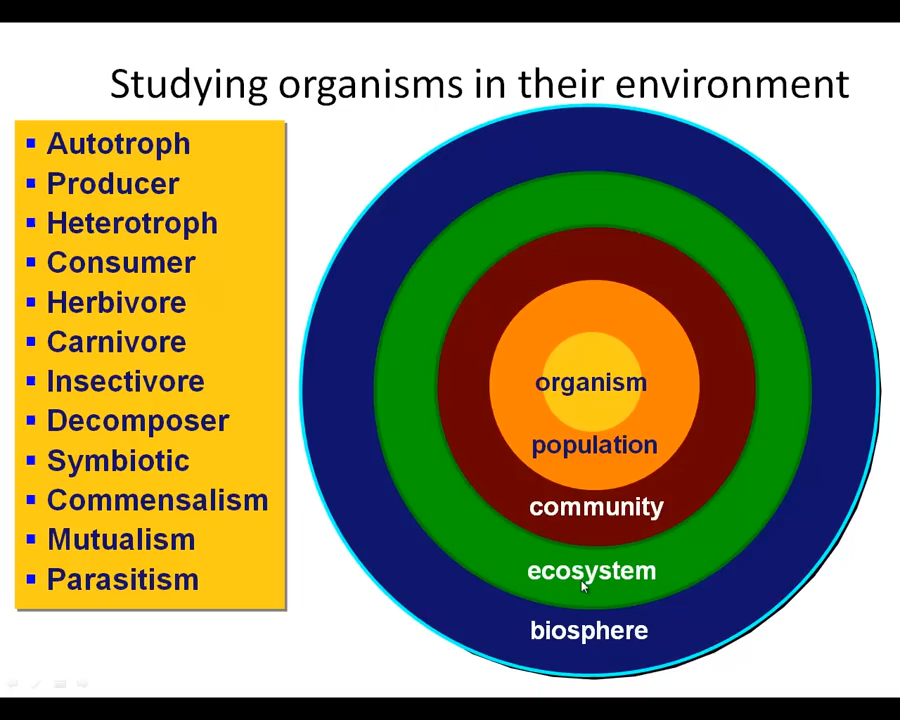 Studying organisms in their environment
Autotroph
Producer
Heterotroph
Consumer
Herbivore
Carnivore
Insectivore
Decomposer
Symbiotic
Commensalism
Mutualism
Parasitism
organism
population
community
ecosystem
biosphere